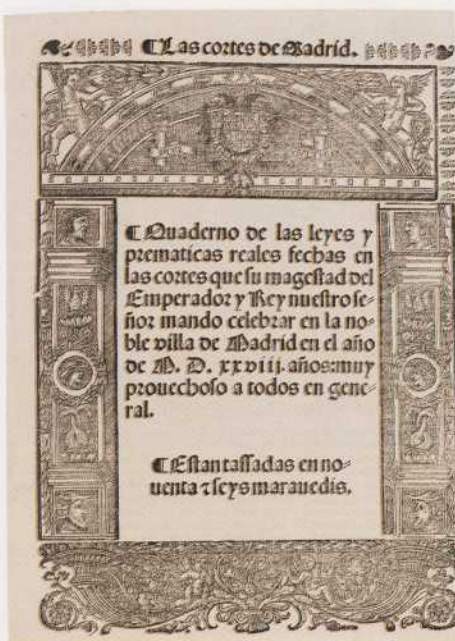 ¶ Las cortes de Madrid.
¶ Quaderno de las leyes y
prematicas reales fechas en
las cortes que su magestad del
Emperador y Rey nuestro se-
ñor mando celebrar en la no-
ble villa de Madrid en el año
de M. D. xxviii. años: muy
prouechoso a todos en gene-
ral.
¶ Estan tassadas en no-
uenta ⁊ seys marauedis.